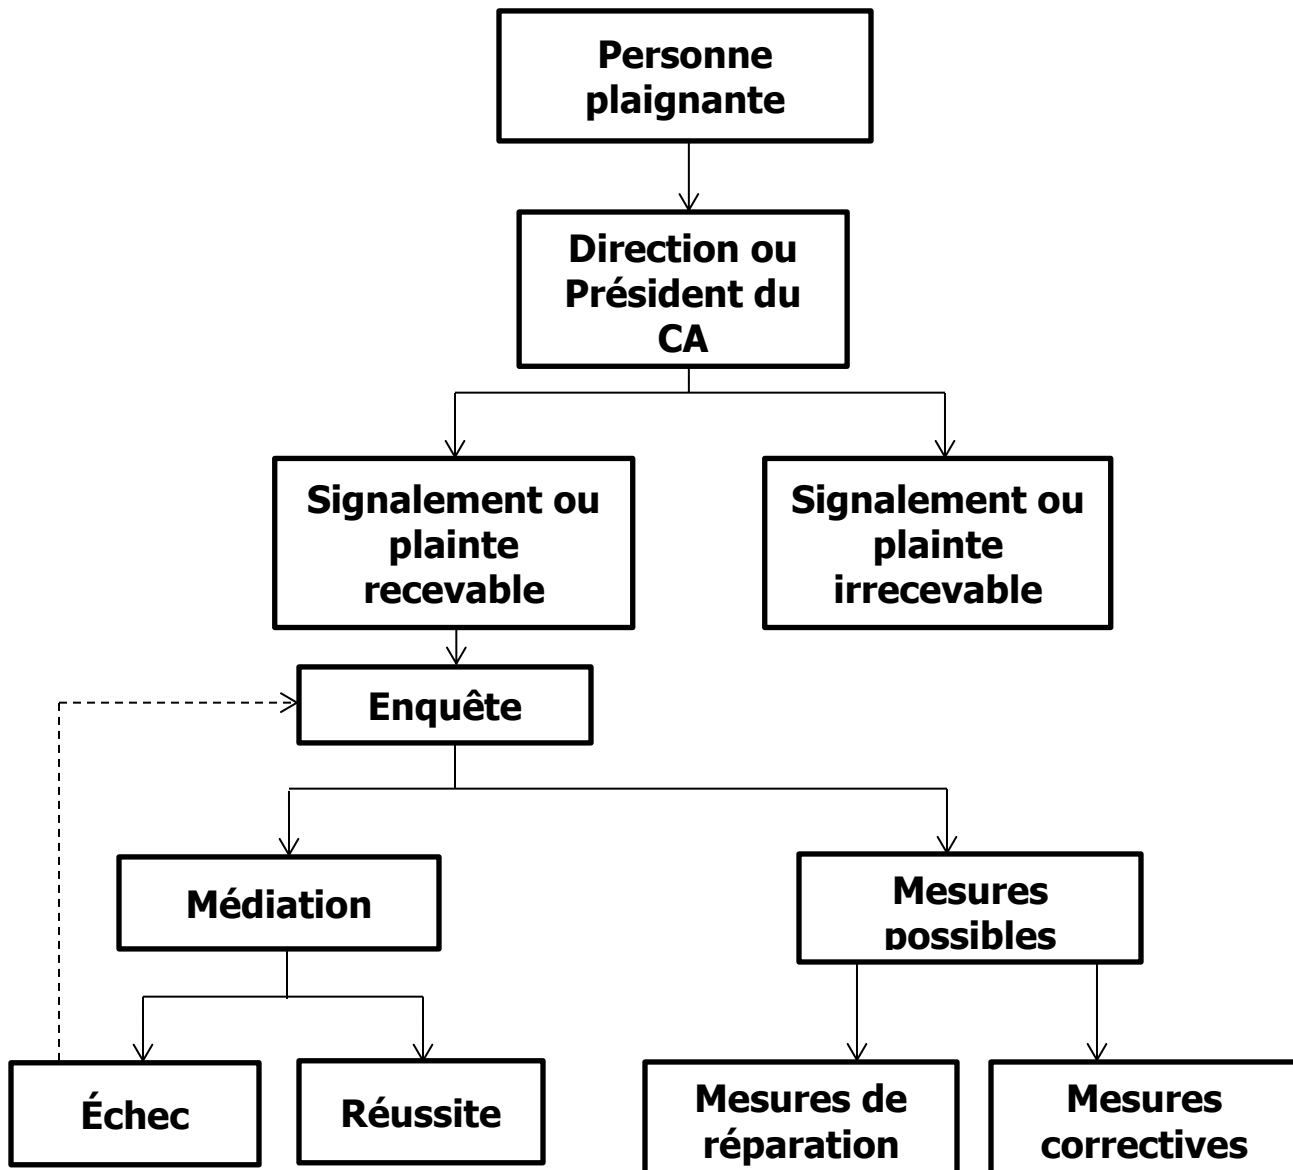 Personne
plaignante
Direction ou
Président du
CA
Signalement ou
plainte
recevable
Signalement ou
plainte
irrecevable
Enquête
Médiation
Mesures
possibles
Échec
Réussite
Mesures de
réparation
Mesures
correctives